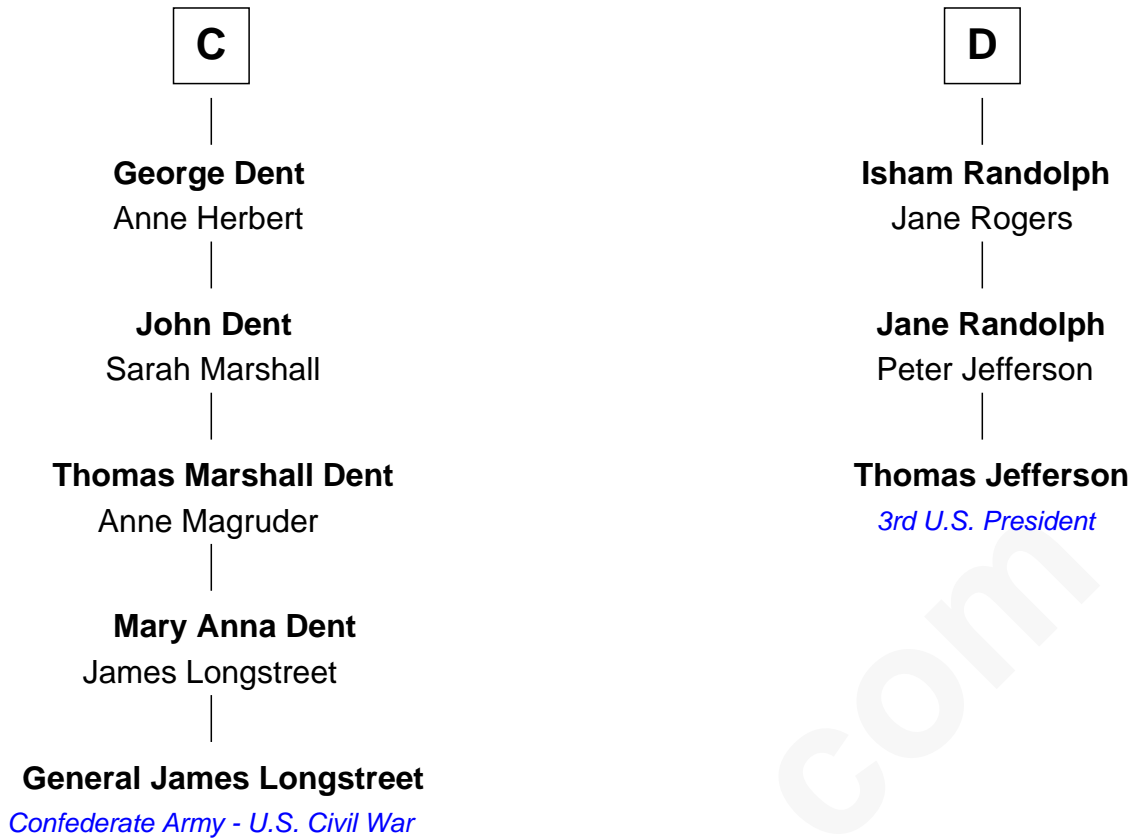 C
George Dent
Anne Herbert
John Dent
Sarah Marshall
Thomas Marshall Dent
Anne Magruder
Mary Anna Dent
James Longstreet
General James Longstreet
Confederate Army - U.S. Civil War
D
Isham Randolph
Jane Rogers
Jane Randolph
Peter Jefferson
Thomas Jefferson
3rd U.S. President
com